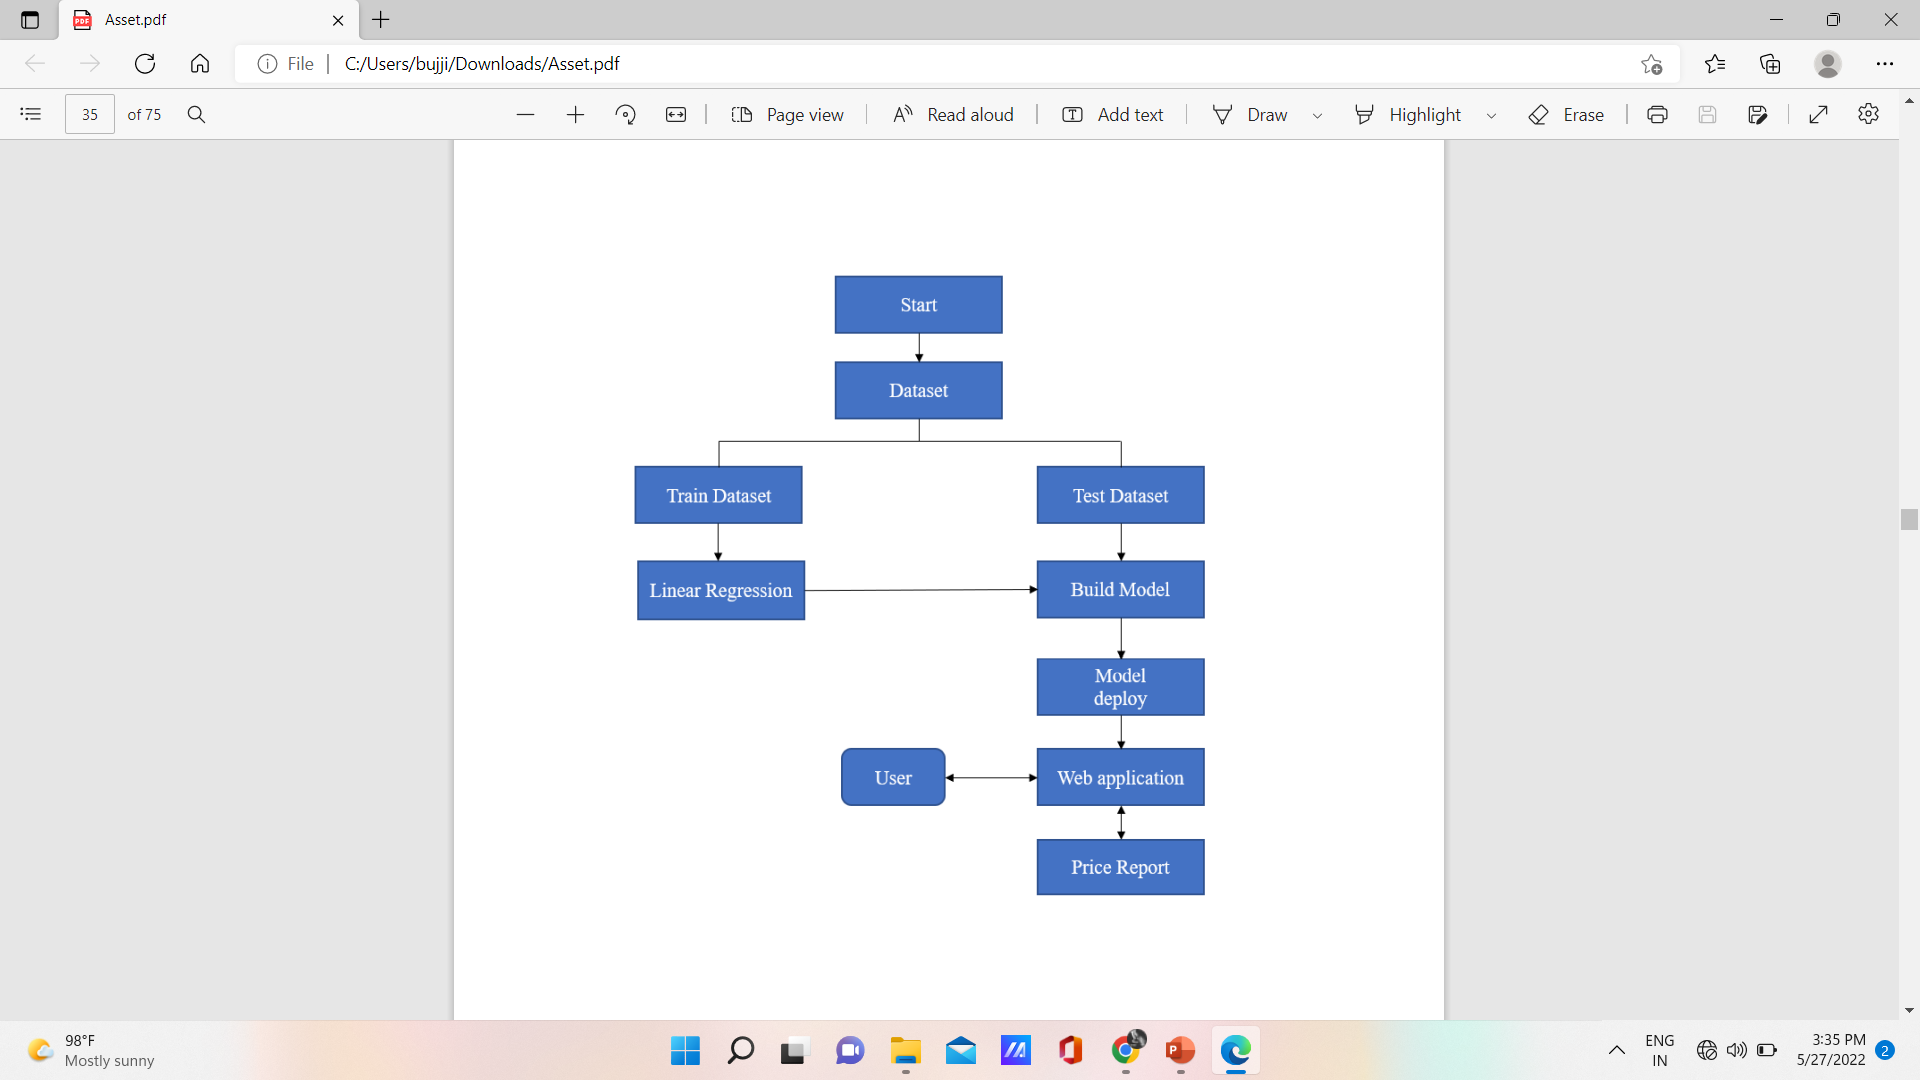 Asset.pdf
File
C:/Users/bujji/Downloads/Asset.pdf
35 of 75
Page view
Read aloud
Add text
Draw
Highlight
Erase
Start
Dataset
Train Dataset
Test Dataset
Linear Regression
Build Model
Model
deploy
User
Web application
Price Report
98°F
Mostly sunny
ENG
IN
3:35 PM
5/27/2022
2